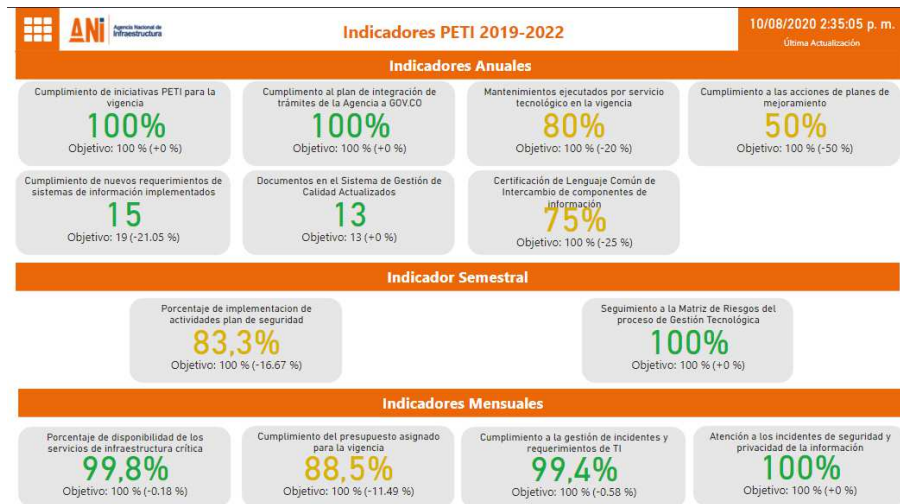 ANi
Agencia Nacional de
Infraestructura
Indicadores PETI 2019-2022
10/08/2020 2:35:05 p. m.
Última Actualización
Indicadores Anuales
Cumplimiento de iniciativas PETI para la
vigencia
100%
Objetivo: 100 % (+0 %)
Cumplimento al plan de integración de
trámites de la Agencia a GOV.CO
100%
Objetivo: 100 % (+0 %)
Mantenimientos ejecutados por servicio
tecnológico en la vigencia
80%
Objetivo: 100 % (-20 %)
Cumplimiento a las acciones de planes de
mejoramiento
50%
Objetivo: 100 % (-50 %)
Cumplimiento de nuevos requerimientos de
sistemas de información implementados
15
Objetivo: 19 (-21.05 %)
Documentos en el Sistema de Gestión de
Calidad Actualizados
13
Objetivo: 13 (+0 %)
Certificación de Lenguaje Común de
Intercambio de componentes de
información
75%
Objetivo: 100 % (-25 %)
Indicador Semestral
Porcentaje de implementacion de
actividades plan de seguridad
83,3%
Objetivo: 100 % (-16.67 %)
Seguimiento a la Matriz de Riesgos del
proceso de Gestión Tecnológica
100%
Objetivo: 100 % (+0 %)
Indicadores Mensuales
Porcentaje de disponibilidad de los
servicios de infraestructura crítica
99,8%
Objetivo: 100 % (-0.18 %)
Cumplimiento del presupuesto asignado
para la vigencia
88,5%
Objetivo: 100 % (-11.49 %)
Cumplimiento a la gestión de incidentes y
requerimientos de TI
99,4%
Objetivo: 100 % (-0.58 %)
Atención a los incidentes de seguridad y
privacidad de la información
100%
Objetivo: 100 % (+0 %)